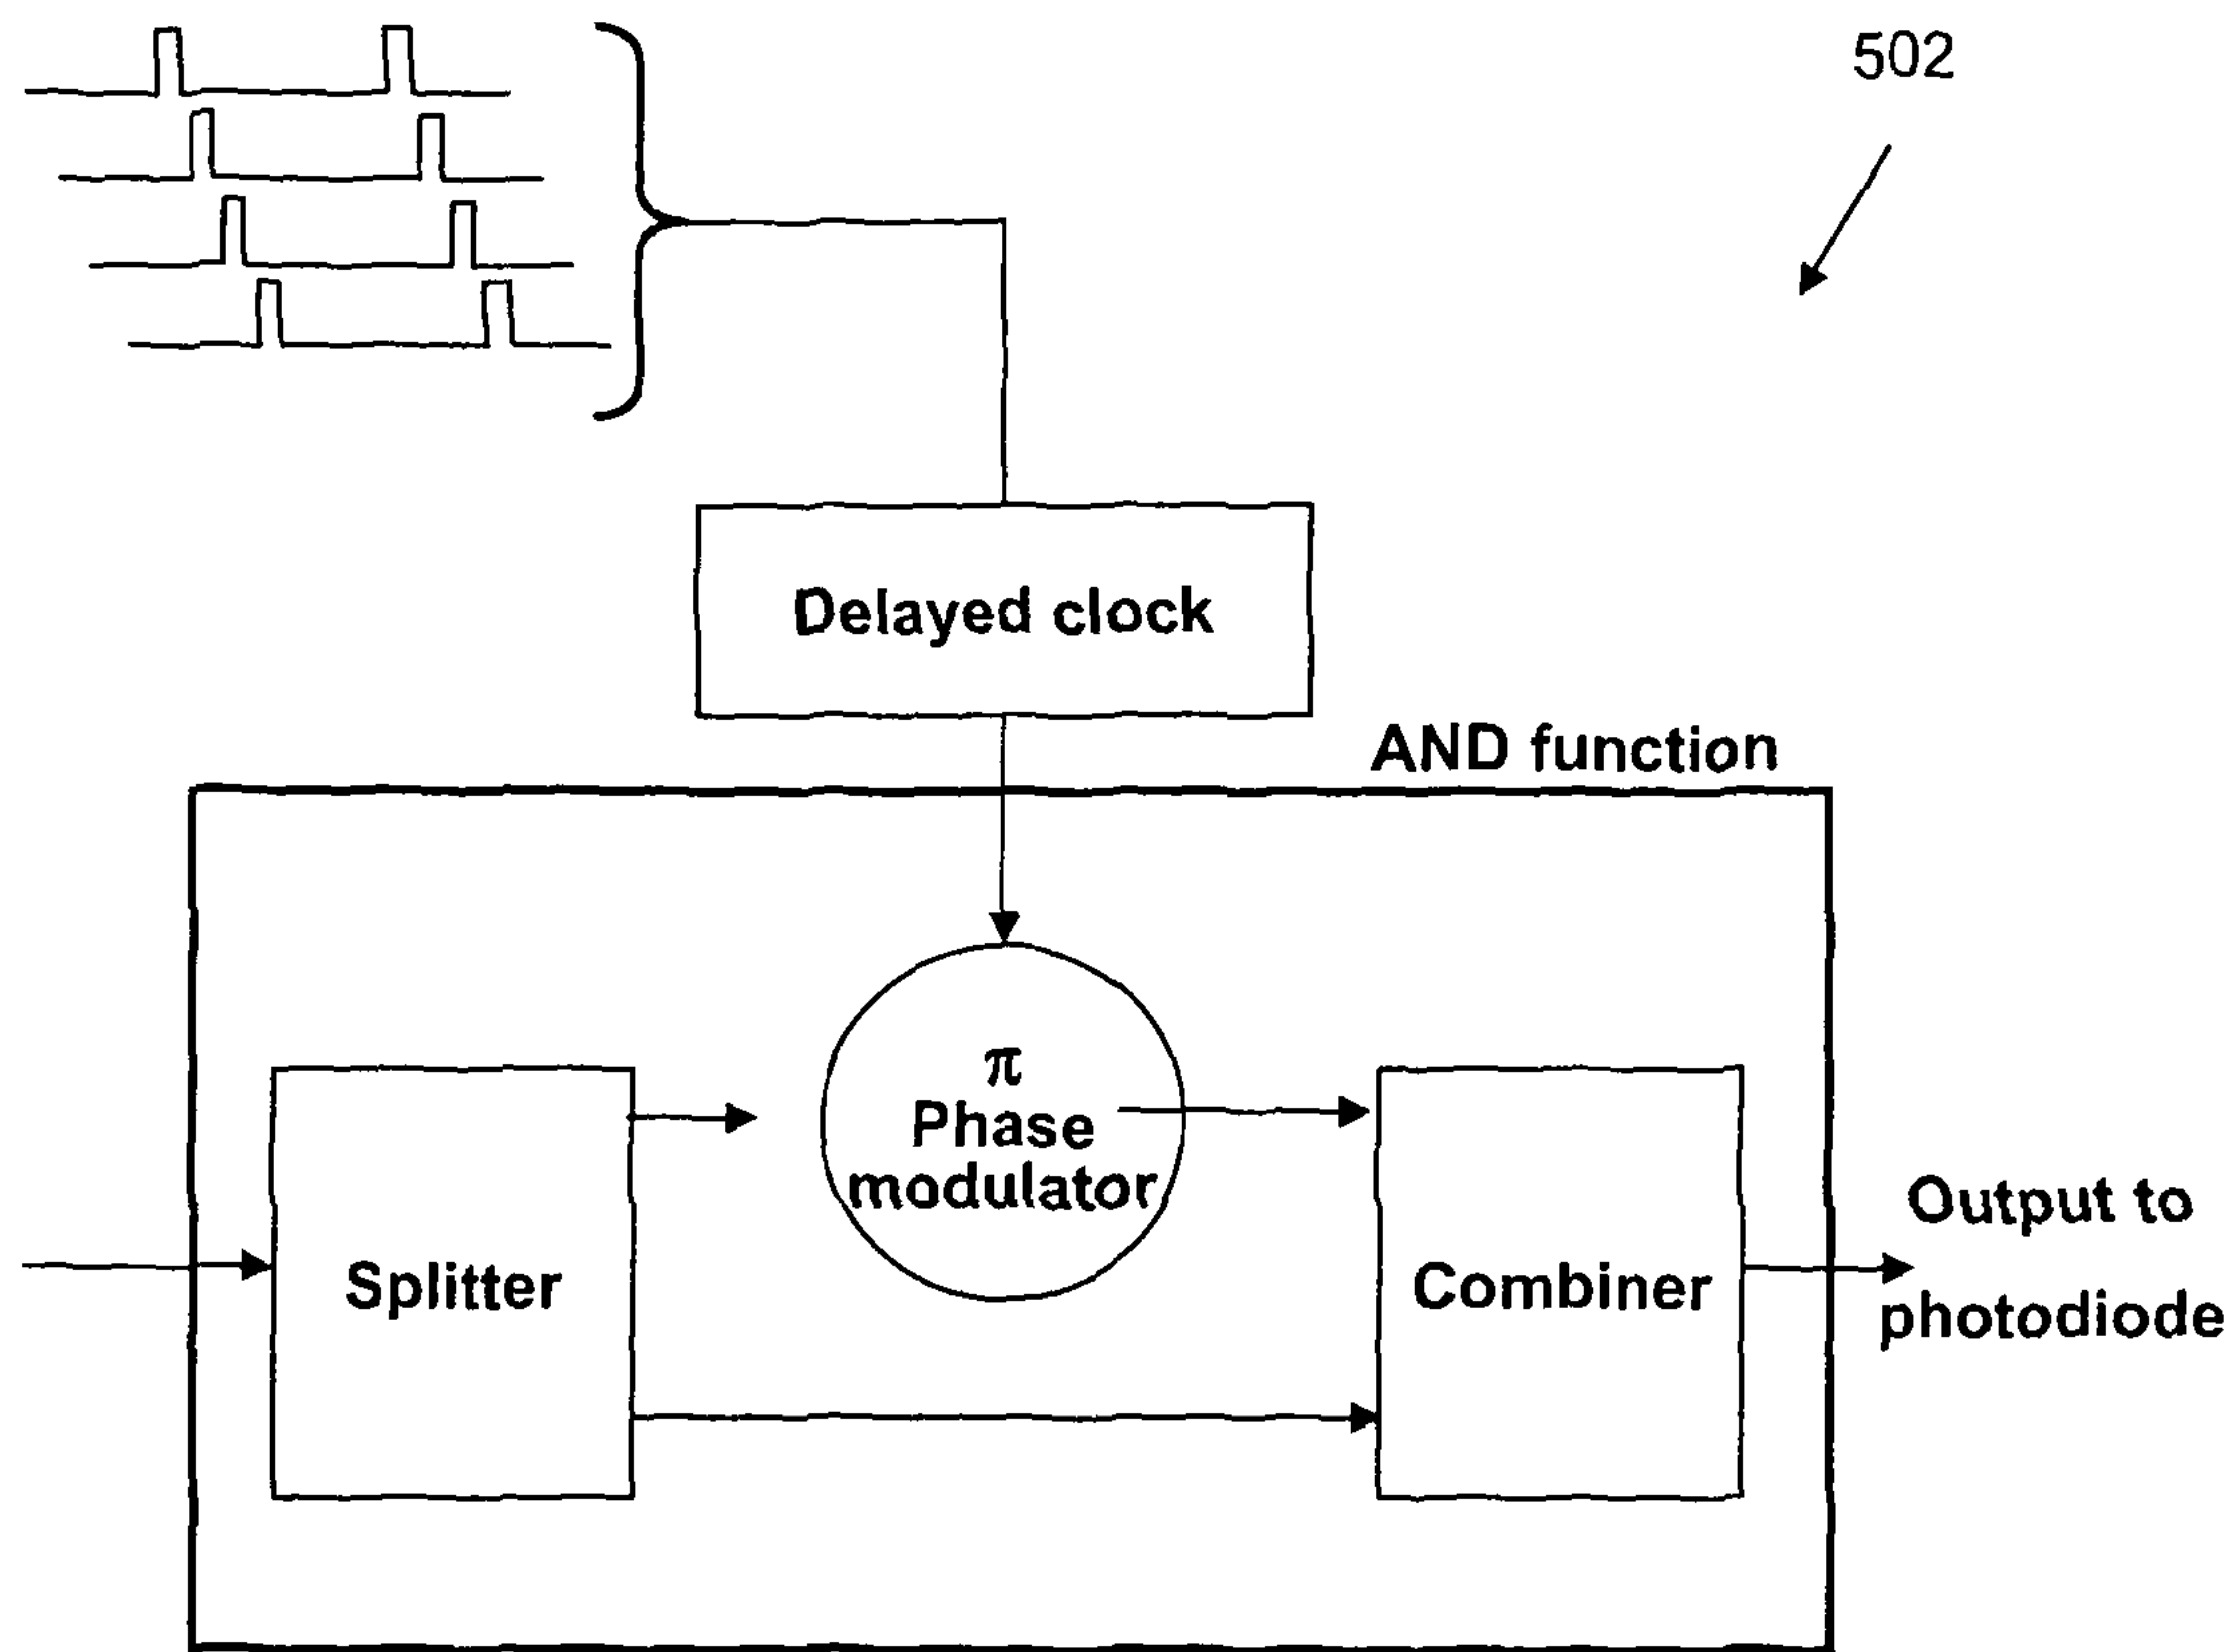 502
Delayed clock
AND function
π
Phase
modulator
Splitter
Combiner
Output to
photodiode